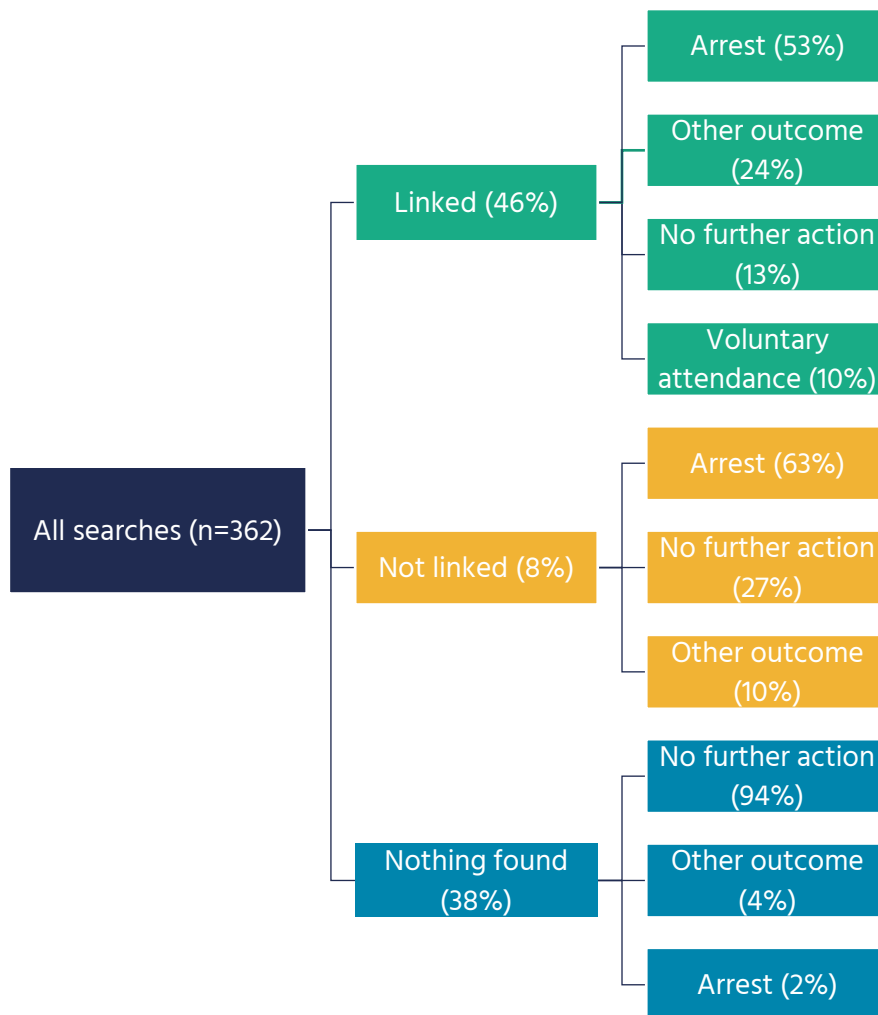 All searches (n=362)
Linked (46%)
Arrest (53%)
Other outcome
(24%)
No further action
(13%)
Voluntary
attendance (10%)
Not linked (8%)
Arrest (63%)
No further action
(27%)
Other outcome
(10%)
Nothing found
(38%)
No further action
(94%)
Other outcome
(4%)
Arrest (2%)